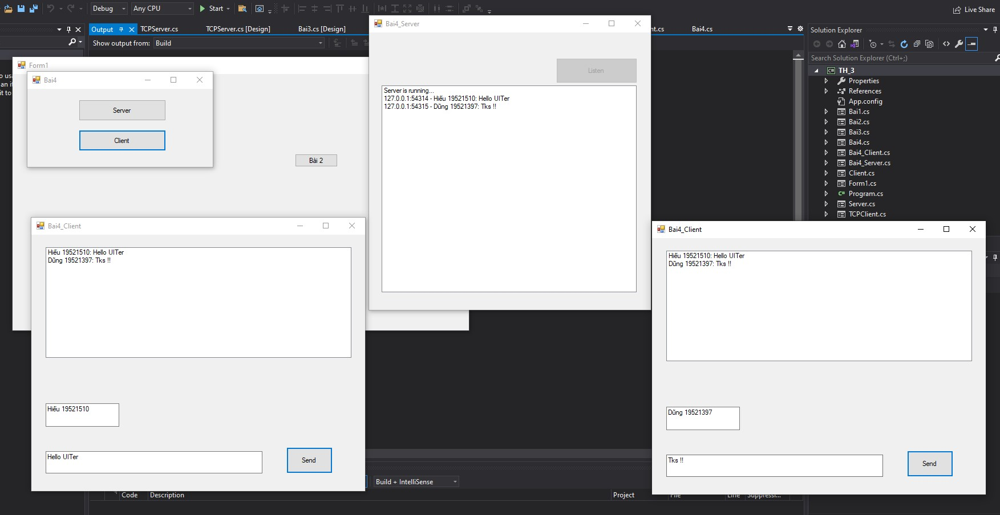 Debug
Any CPU
Start
Live Share
Output
TCPServer.cs
TCPServer.cs [Design]
Bai3.cs [Design]
nt.cs
Bai4.cs
Show output from:
Build
Form1
Bai4
Server
Client
Bài 2
Bai4_Server
Listen
Server is running...
127.0.0.1:54314 - Hiếu 19521510: Hello UITer
127.0.0.1:54315 - Dũng 19521397: Tks !!
Solution Explorer
Search Solution Explorer (Ctrl+;)
TH_3
Properties
References
App.config
Bai1.cs
Bai2.cs
Bai3.cs
Bai4.cs
Bai4_Client.cs
Bai4_Server.cs
Client.cs
Form1.cs
Program.cs
Server.cs
TCPClient.cs
Bai4_Client
Hiếu 19521510: Hello UITer
Dũng 19521397: Tks !!
Hiếu 19521510
Hello UITer
Send
Bai4_Client
Hiếu 19521510: Hello UITer
Dũng 19521397: Tks !!
Dũng 19521397
Tks !!
Send
Build + IntelliSense
Code
Description
Project
File
Line
Suppressi...